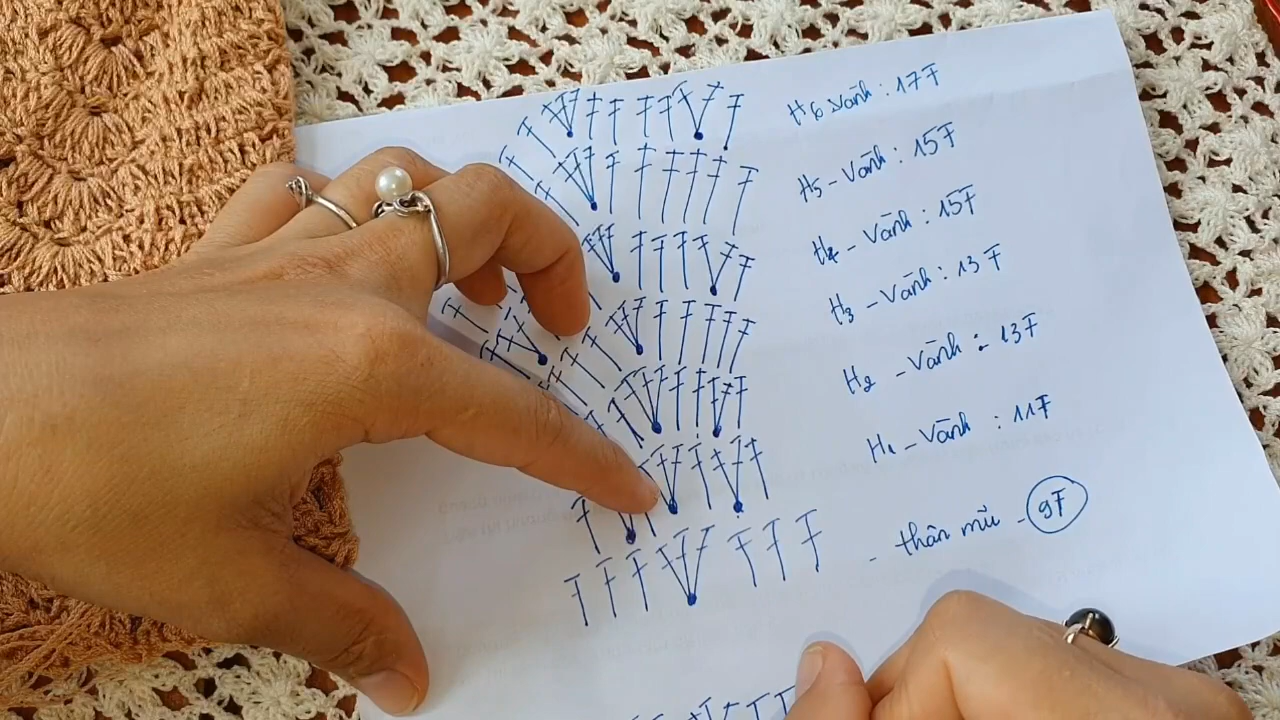 H6 - Vành : 17F
H5 - Vành : 15F
H4 - Vành : 15F
H3 - Vành : 13F
H2 - Vành : 13F
H1 - Vành : 11F
- thân mũ - 9F